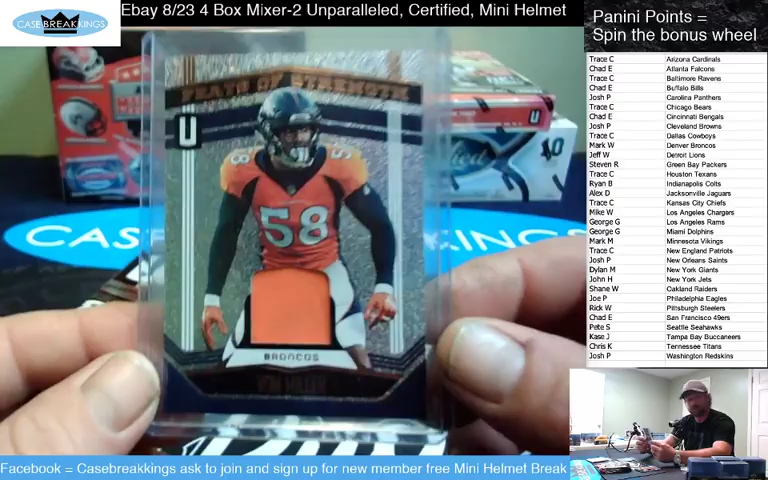 Ebay 8/23 4 Box Mixer-2 Unparalleled, Certified, Mini Helmet
CASE BREAK KINGS
Panini Points =
Spin the bonus wheel
FEATS OF STRENGTH
U
58
58
BRONCOS
VON MILLER
CASE
KINGS
Trace C Arizona Cardinals
Chad E Atlanta Falcons
Trace C Baltimore Ravens
Chad E Buffalo Bills
Josh P Carolina Panthers
Trace C Chicago Bears
Chad E Cincinnati Bengals
Josh P Cleveland Browns
Trace C Dallas Cowboys
Mark W Denver Broncos
Jeff W Detroit Lions
Steven R Green Bay Packers
Trace C Houston Texans
Ryan B Indianapolis Colts
Alex D Jacksonville Jaguars
Trace C Kansas City Chiefs
Mike W Los Angeles Chargers
George G Los Angeles Rams
George G Miami Dolphins
Mark M Minnesota Vikings
Trace C New England Patriots
Josh P New Orleans Saints
Dylan M New York Giants
John H New York Jets
Shane W Oakland Raiders
Joe P Philadelphia Eagles
Rick W Pittsburgh Steelers
Chad E San Francisco 49ers
Pete S Seattle Seahawks
Kase J Tampa Bay Buccaneers
Chris K Tennessee Titans
Josh P Washington Redskins
Facebook = Casebreakkings ask to join and sign up for new member free Mini Helmet Break